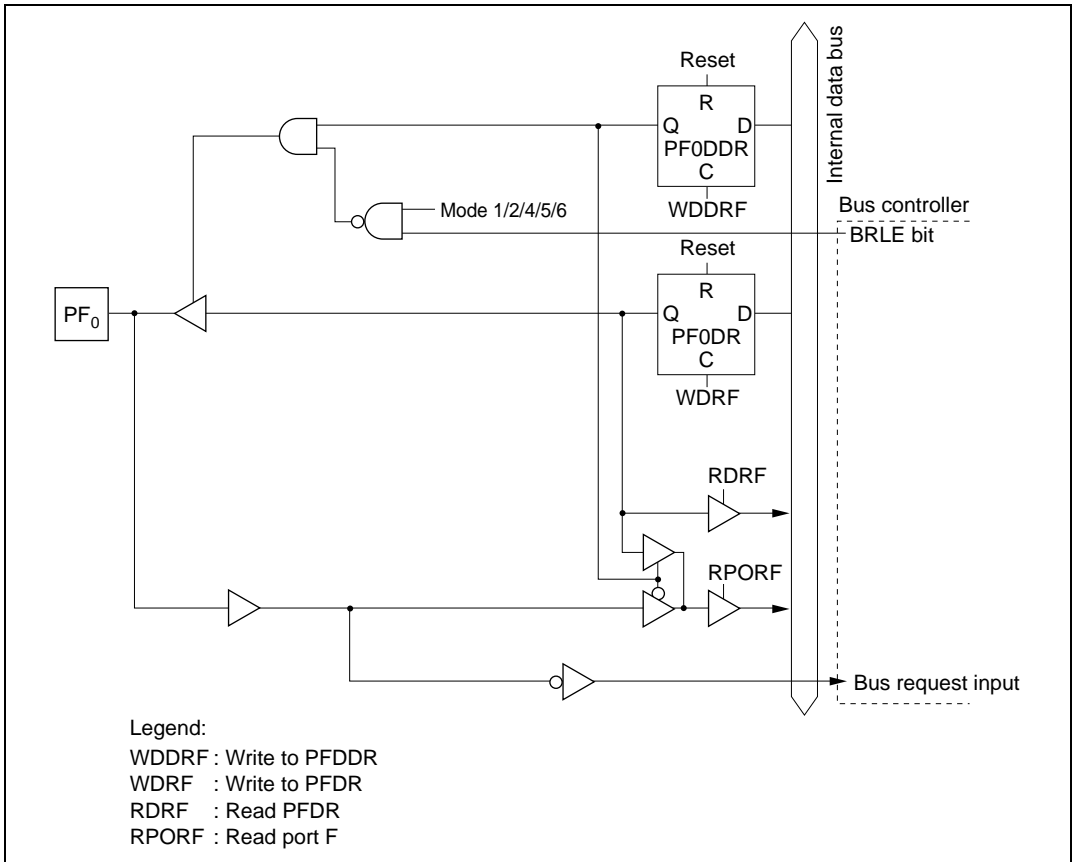 Reset
Internal data bus
R
Q D
PF0DDR
C
WDDRF
Mode 1/2/4/5/6
Bus controller
BRLE bit
Reset
R
PF0
Q D
PF0DR
C
WDRF
RDRF
RPORF
Bus request input
Legend:
WDDRF : Write to PFDDR
WDRF : Write to PFDR
RDRF : Read PFDR
RPORF : Read port F